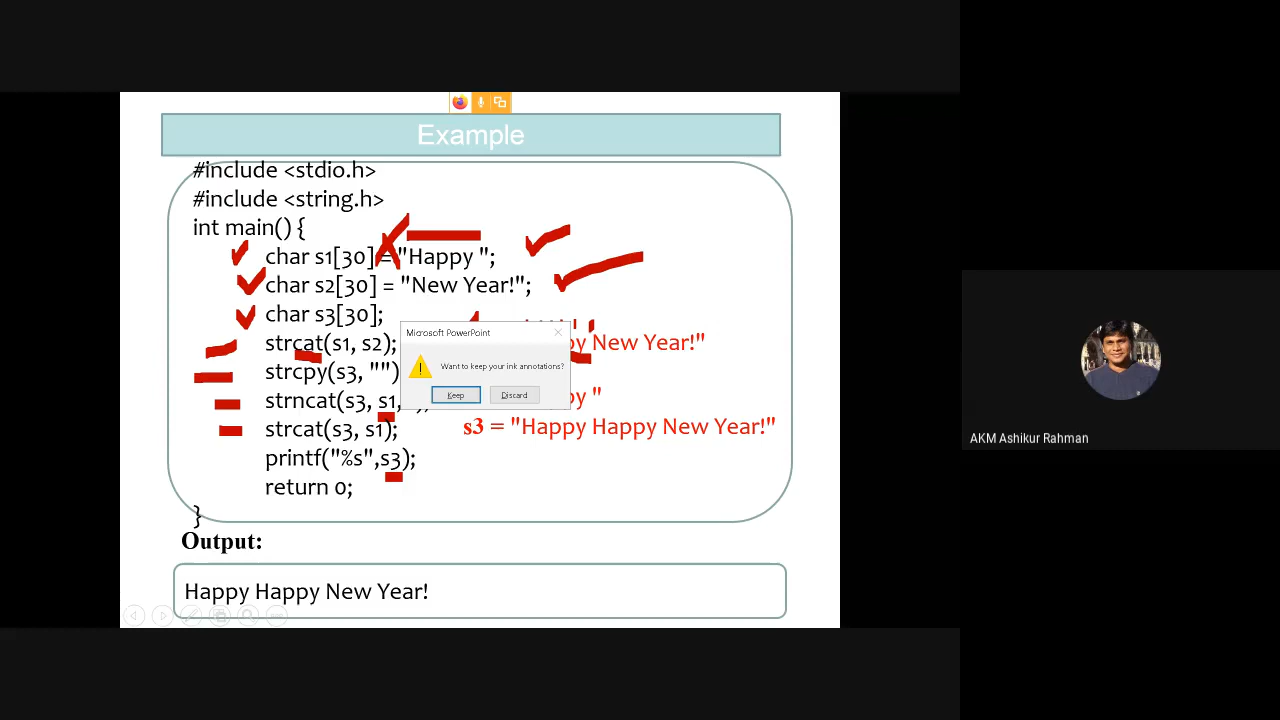 Example
#include <stdio.h>
#include <string.h>
int main() {
char s1[30] = "Happy ";
char s2[30] = "New Year!";
char s3[30];
strcat(s1, s2);
New Year!"
strcpy(s3, "")
strncat(s3, s1,
"
strcat(s3, s1);
s3 = "Happy Happy New Year!"
printf("%s",s3);
return 0;
}
Output:
Happy Happy New Year!
Microsoft PowerPoint
Want to keep your ink annotations?
Keep
Discard
AKM Ashikur Rahman